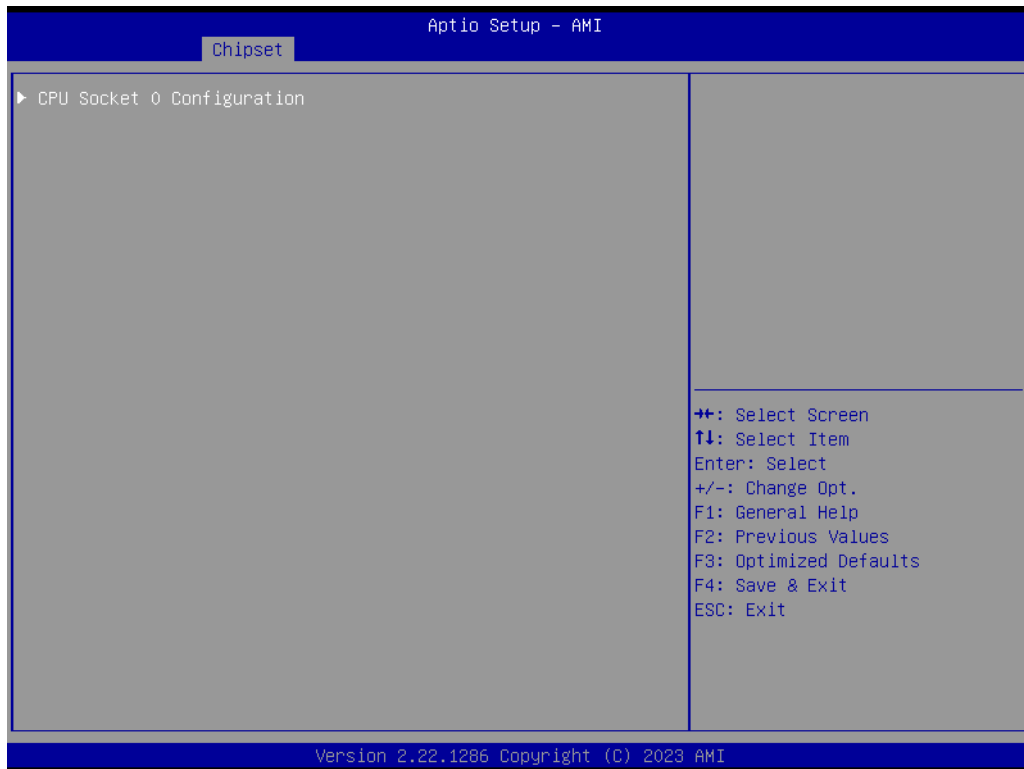 Aptio Setup – AMI
Chipset
▶ CPU Socket 0 Configuration
→←: Select Screen
↑↓: Select Item
Enter: Select
+/-: Change Opt.
F1: General Help
F2: Previous Values
F3: Optimized Defaults
F4: Save & Exit
ESC: Exit
Version 2.22.1286 Copyright (C) 2023 AMI